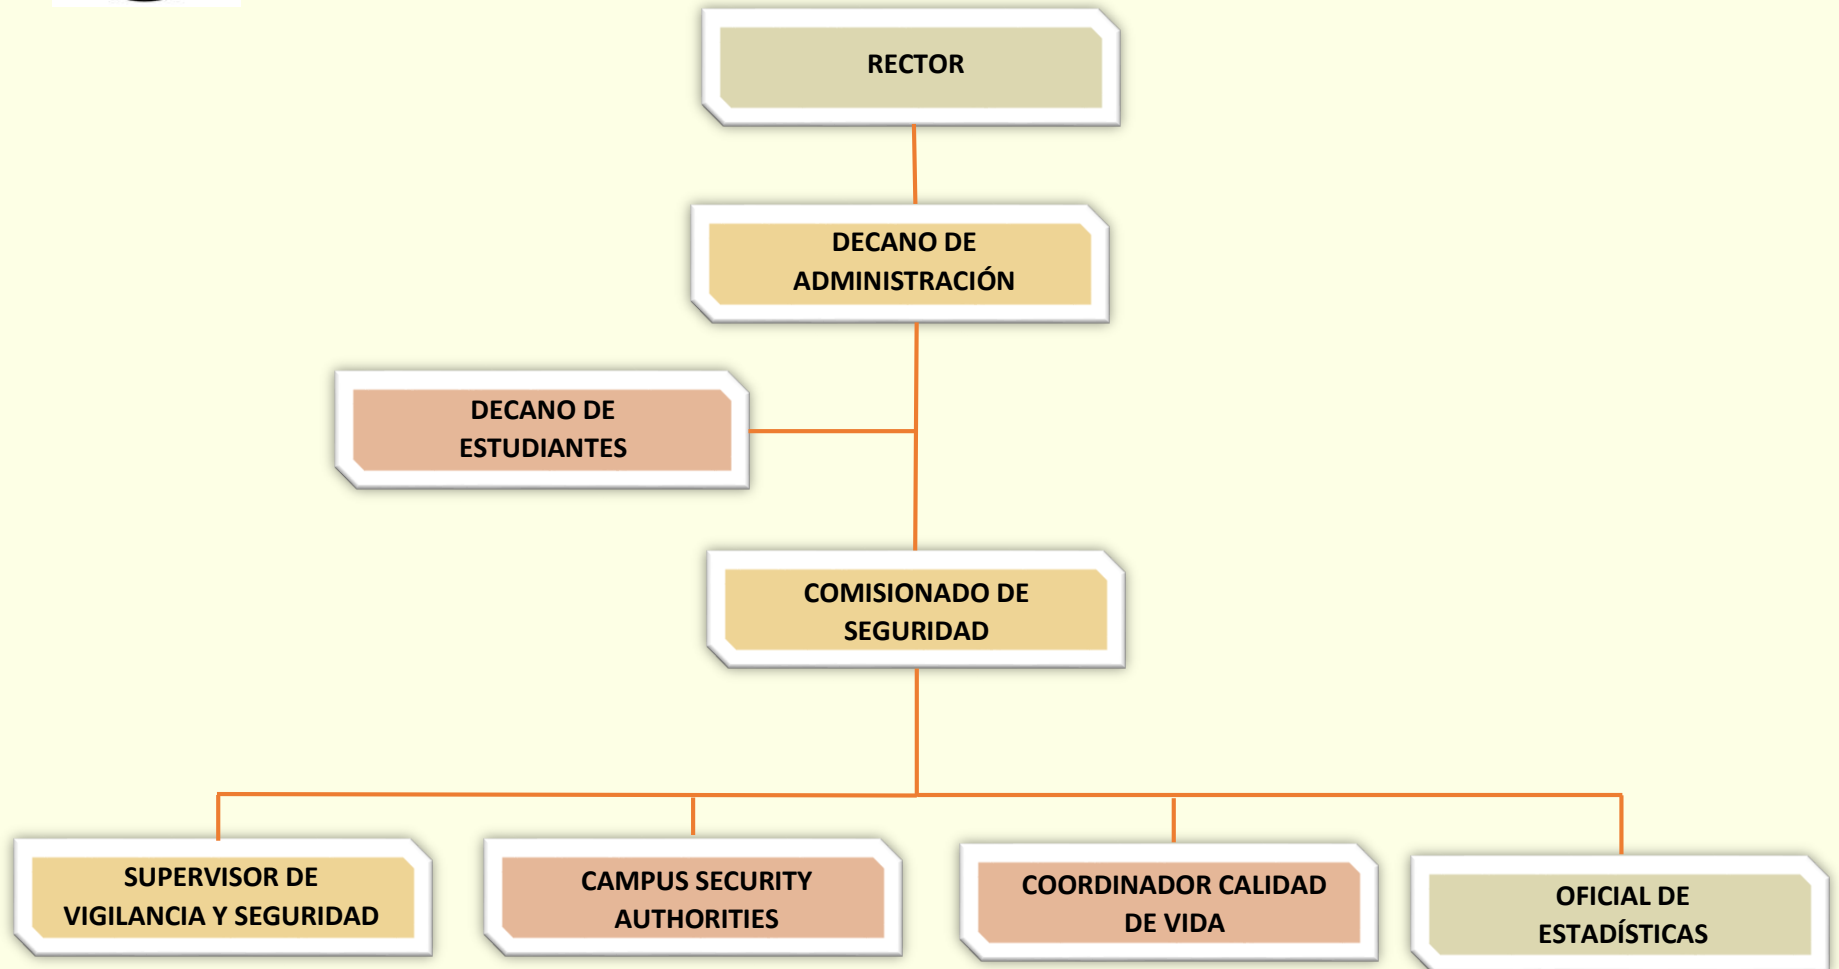 RECTOR
DECANO DE
ADMINISTRACIÓN
DECANO DE
ESTUDIANTES
COMISIONADO DE
SEGURIDAD
SUPERVISOR DE
VIGILANCIA Y SEGURIDAD
CAMPUS SECURITY
AUTHORITIES
COORDINADOR CALIDAD
DE VIDA
OFICIAL DE
ESTADÍSTICAS